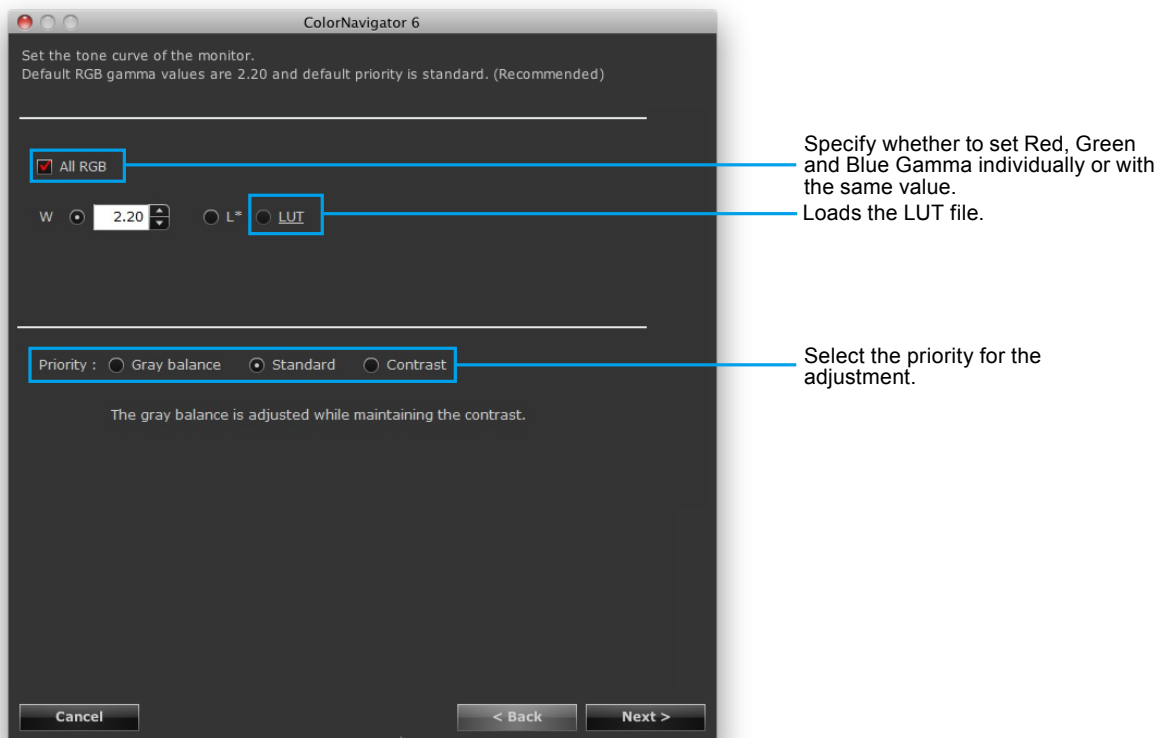 ColorNavigator 6
Set the tone curve of the monitor.
Default RGB gamma values are 2.20 and default priority is standard. (Recommended)
All RGB
Specify whether to set Red, Green
and Blue Gamma individually or with
the same value.
W 2.20 L* LUT
Loads the LUT file.
Priority : Gray balance Standard Contrast
Select the priority for the
adjustment.
The gray balance is adjusted while maintaining the contrast.
Cancel < Back Next >